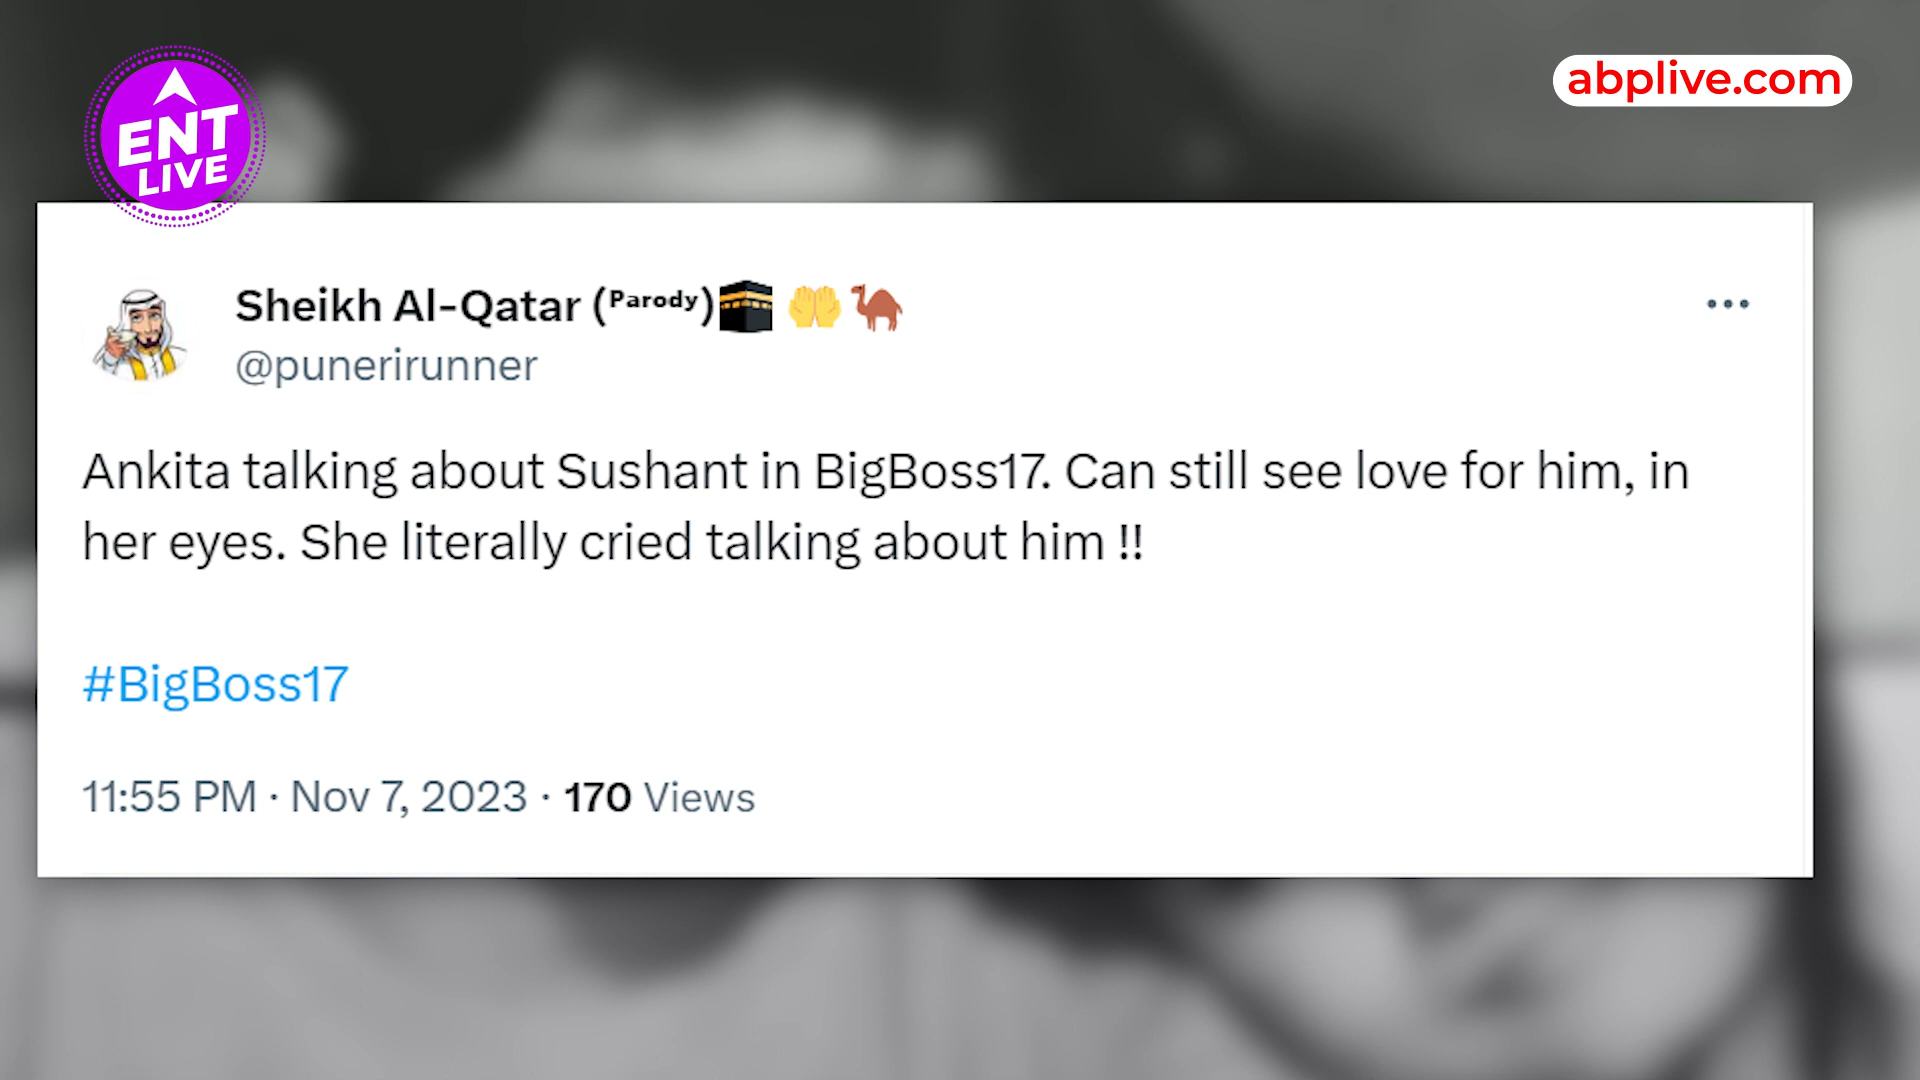 ENT
LIVE
abplive.com
Sheikh Al-Qatar (ᴾᵃʳᵒᵈʸ)🕋 🤲🐪
@punerirunner
Ankita talking about Sushant in BigBoss17. Can still see love for him, in
her eyes. She literally cried talking about him !!
#BigBoss17
11:55 PM · Nov 7, 2023 · 170 Views